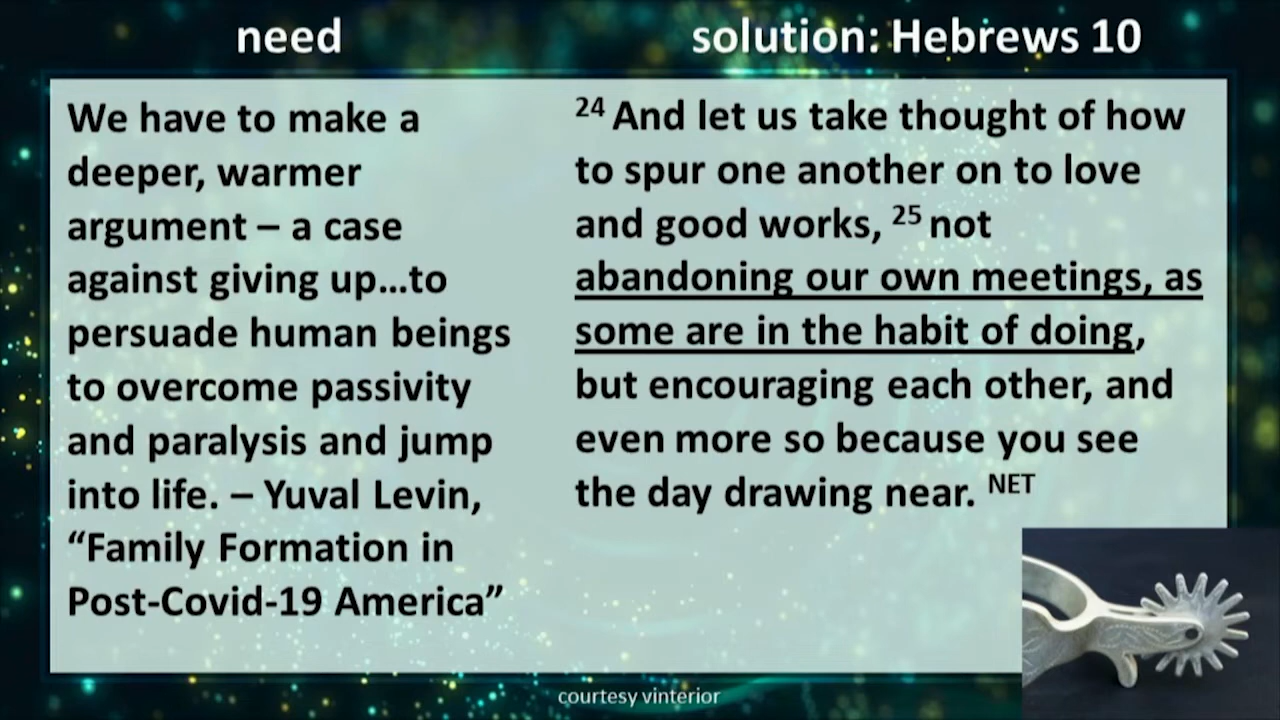 need
solution: Hebrews 10
We have to make a
deeper, warmer
argument – a case
against giving up...to
persuade human beings
to overcome passivity
and paralysis and jump
into life. – Yuval Levin,
“Family Formation in
Post-Covid-19 America”
24 And let us take thought of how
to spur one another on to love
and good works, 25 not
abandoning our own meetings, as
some are in the habit of doing,
but encouraging each other, and
even more so because you see
the day drawing near. NET
courtesy vinterior